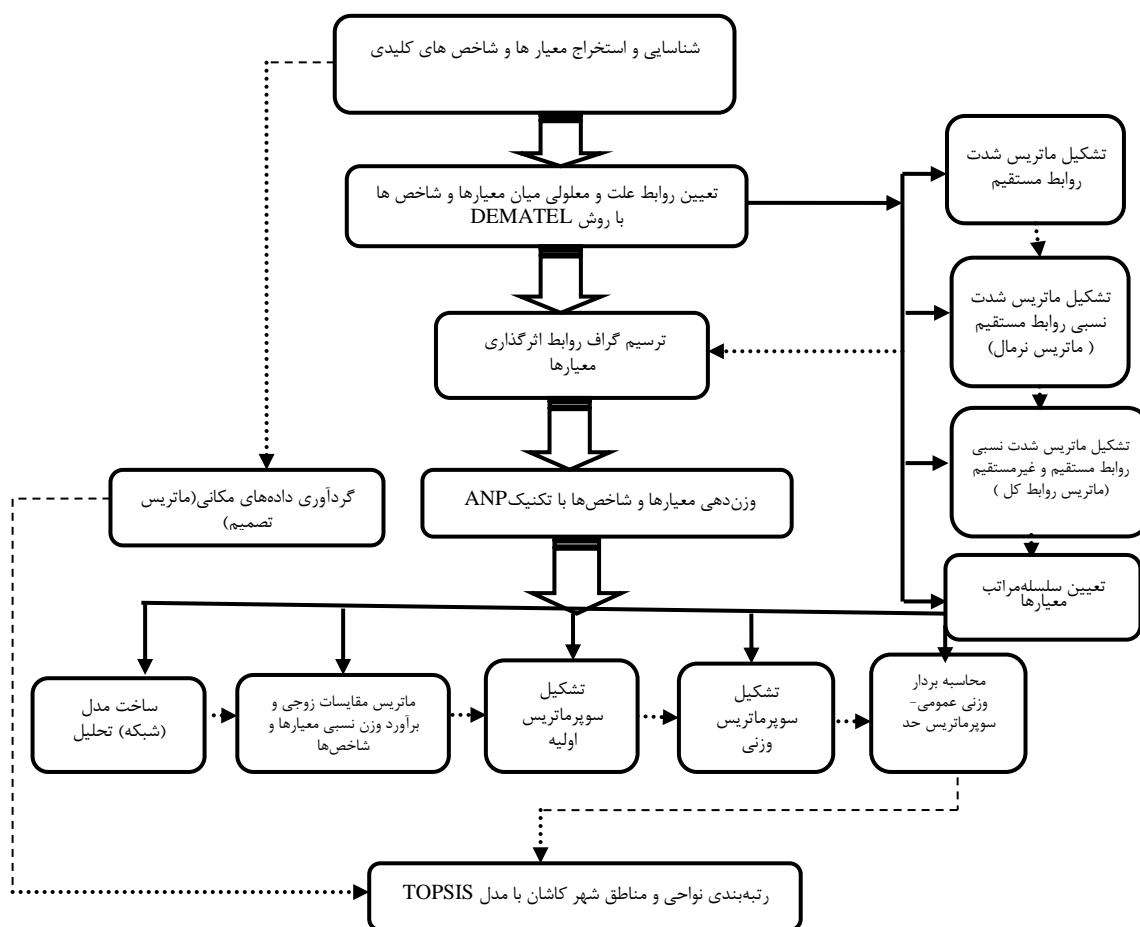 شناسایی و استخراج معیار ها و شاخص های کلیدی
تعیین روابط علت و معلولی میان معیارها و شاخص ها
با روش DEMATEL
تشکیل ماتریس شدت
روابط مستقیم
تشکیل ماتریس شدت
نسبی روابط مستقیم
( ماتریس نرمال)
ترسیم گراف روابط اثرگذاری
معیارها
تشکیل ماتریس شدت نسبی
روابط مستقیم و غیرمستقیم
(ماتریس روابط کل )
گردآوری داده‌های مکانی(ماتریس
تصمیم)
وزن‌دهی معیارها و شاخص‌ها با تکنیکANP
تعیین سلسله‌مراتب
معیارها
ساخت مدل
(شبکه) تحلیل
ماتریس مقایسات زوجی و
برآورد وزن نسبی معیارها و
شاخص‌ها
تشکیل
سوپرماتریس
اولیه
تشکیل
سوپرماتریس
وزنی
محاسبه بردار
وزنی عمومی-
سوپرماتریس حد
رتبه‌بندی نواحی و مناطق شهر کاشان با مدل TOPSIS